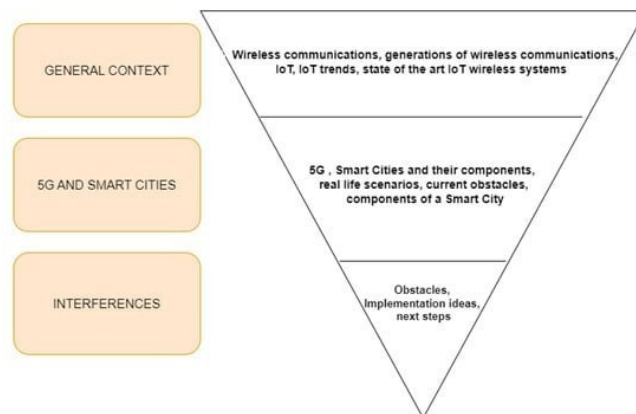 GENERAL CONTEXT
Wireless communications, generations of wireless communications,
IoT, IoT trends, state of the art IoT wireless systems
5G AND SMART CITIES
5G , Smart Cities and their components,
real life scenarios, current obstacles,
components of a Smart City
INTERFERENCES
Obstacles,
Implementation ideas,
next steps